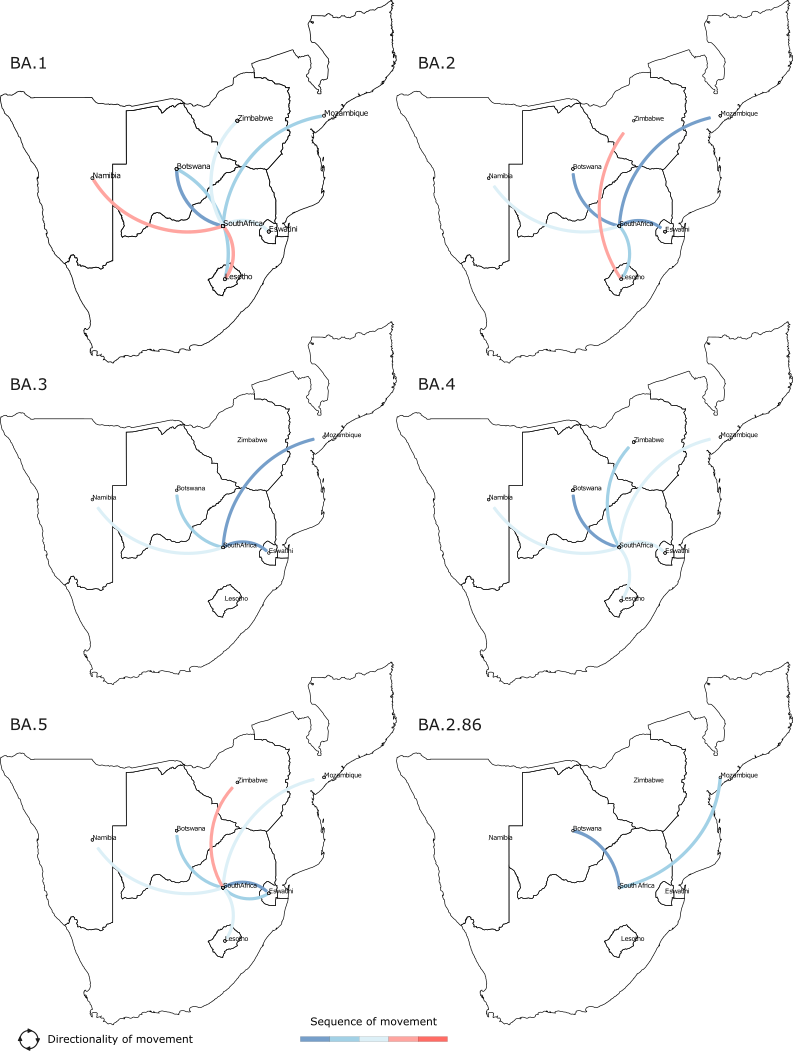 BA.1
Zimbabwe
Mozambique
Botswana
Namibia
SouthAfrica
Eswatini
Lesotho
BA.2
Zimbabwe
Mozambique
Botswana
Namibia
SouthAfrica
Eswatini
Lesotho
BA.3
Zimbabwe
Mozambique
Botswana
Namibia
SouthAfrica
Eswatini
Lesotho
BA.4
Zimbabwe
Mozambique
Botswana
Namibia
SouthAfrica
Eswatini
Lesotho
BA.5
Zimbabwe
Mozambique
Botswana
Namibia
SouthAfrica
Eswatini
Lesotho
BA.2.86
Zimbabwe
Mozambique
Botswana
Namibia
South Africa
Eswatini
Lesotho
Directionality of movement
Sequence of movement